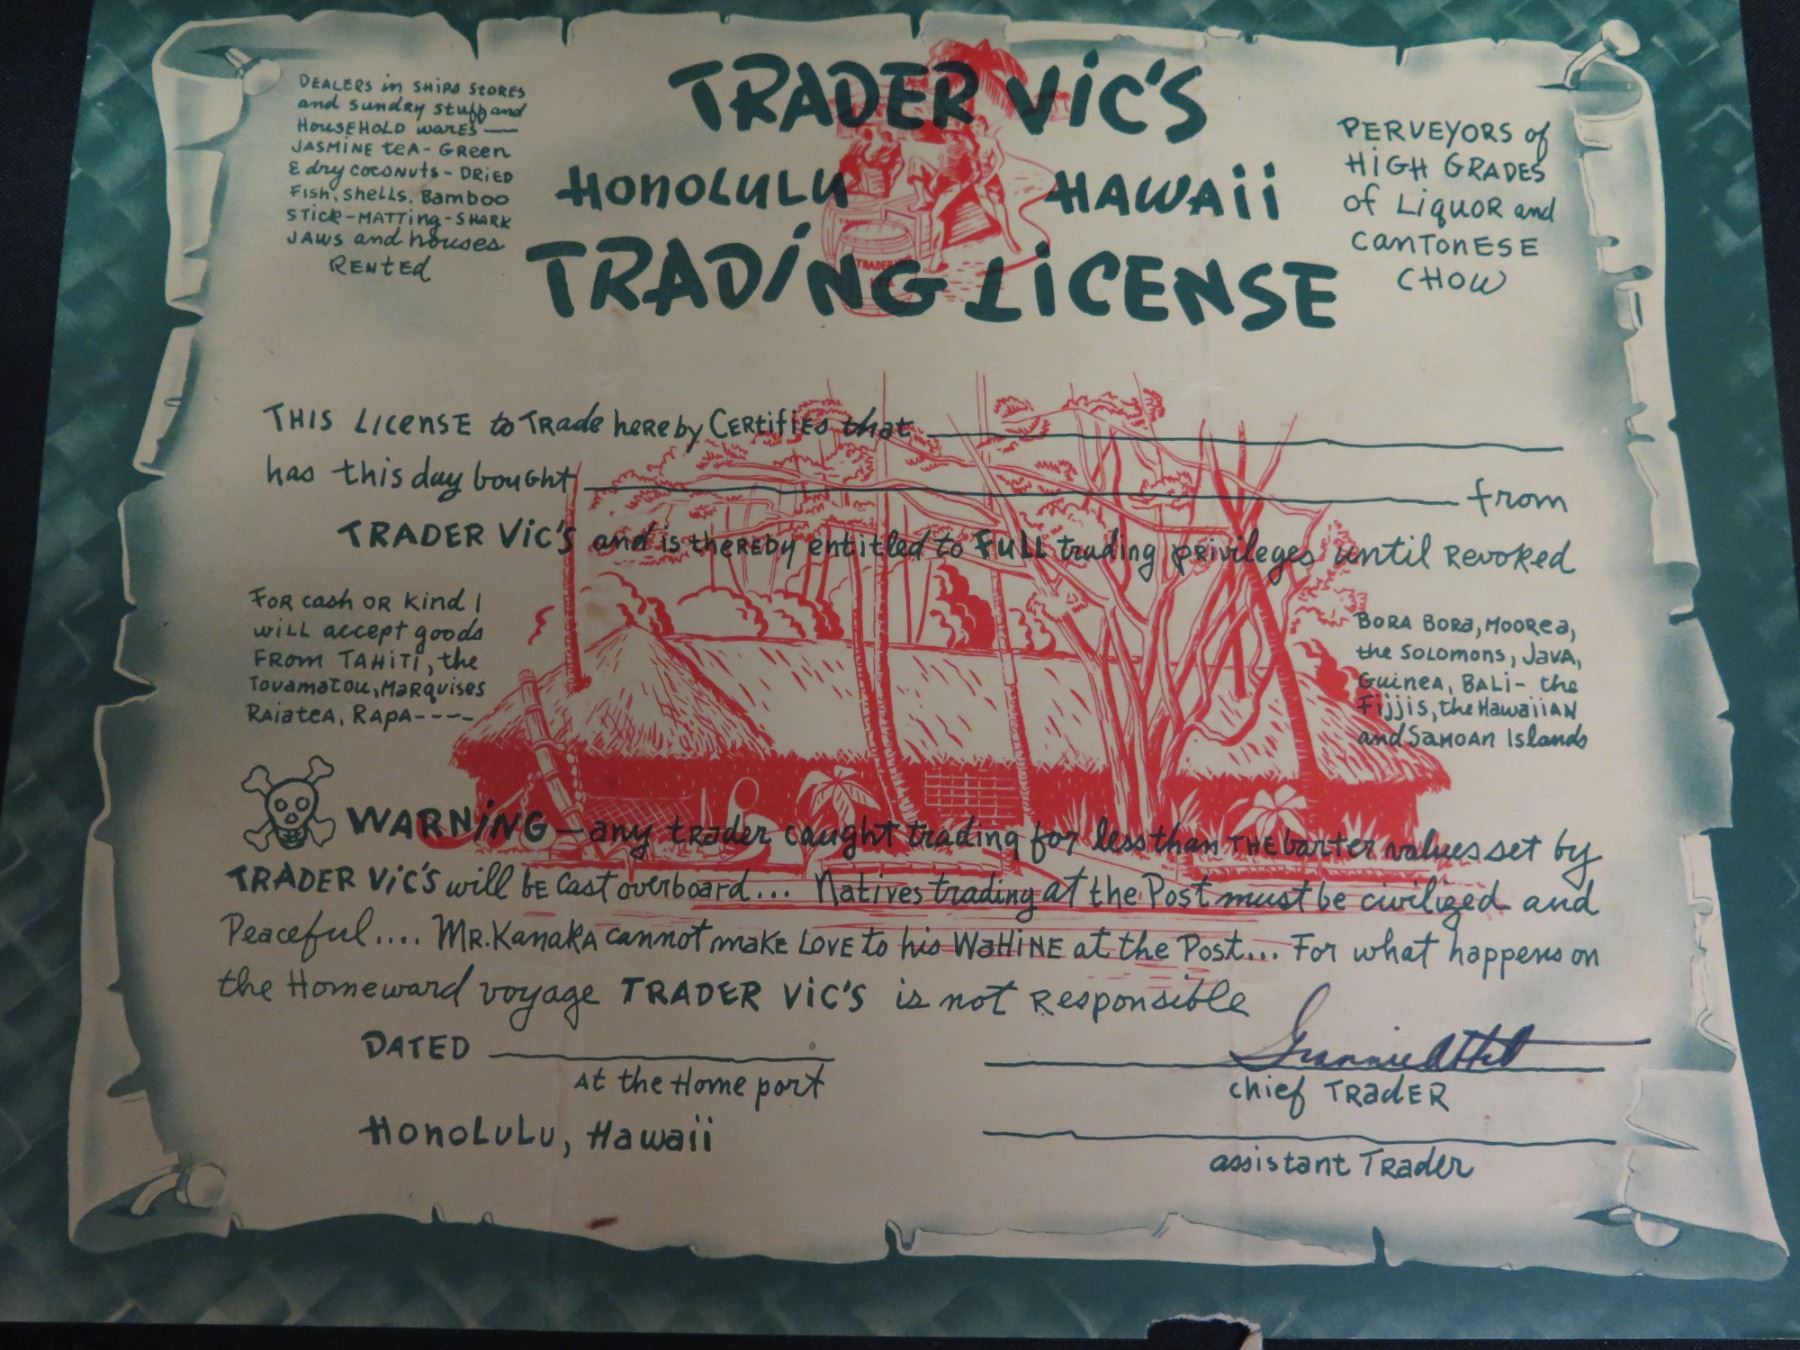 DEALERS in SHIPS STORES
and sundry stuff and
HOUSEHOLD wares —
JASMINE teA - GReen
& dry coconuts - DRiED
Fish, shells, Bamboo
STick - MATTing - SHARK
JAWS and houses
RENTED
TRADER ViC'S
HONOLULU HAWAii
TRADiNG LiCENSE
PERVEYORS of
HiGH GRADES
of LiQUOR and
CANTONESE
CHOW
TRADER
THIS LICENSE to Trade hereby CERTifiES that
has this day bought from
TRADER ViC'S and is theREby entitled to FULL trading privileges until REVOKED
FOR cash OR kind I
will accept goods
FROM TAHITI, the
Touamotou, MaRquises
RAiateA, RAPA ----
BORA BORA, MooRea,
the SOLOMONS, JAVA,
GuineA, BALi - the
Fijjis, the HawaiiAN
and SAMOAN Islands
WARNiNG — any trader caught trading for less than THE barter values set by
TRADER ViC'S will be cast overboard... Natives trading at the Post must be civilized and
Peaceful.... MR. KanakA cannot make LOVE to his WaHiNE at the Post... For what happens on
the Homeward voyage TRADER ViC'S is not Responsible
DATED
At the Home port
HONOLULU, Hawaii
chief TRadER
assistant TRader